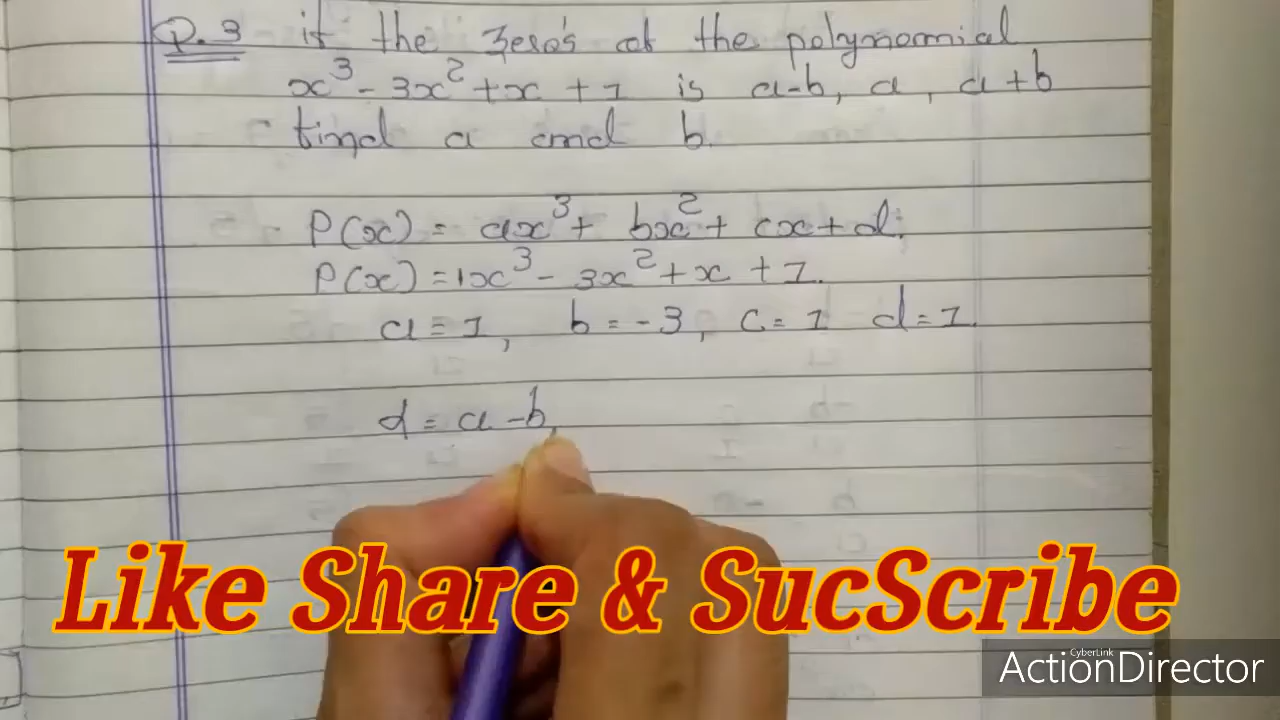 Q.3 if the zero's of the polynomial
x³ - 3x² + x + 1 is a-b, a, a+b
find a and b.
P(x) = ax³ + bx² + cx + d.
P(x) = 1x³ - 3x² + x + 1.
a = 1, b = -3, c = 1 d = 1.
α = a - b,
Like Share & SucScribe
CyberLink
ActionDirector